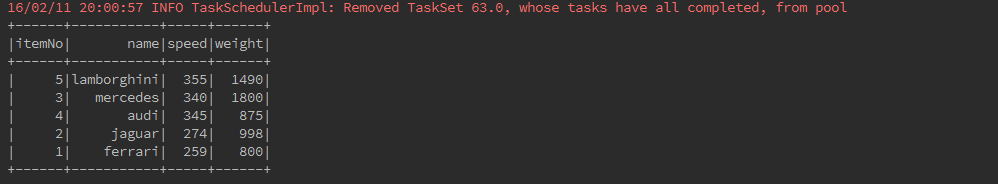 16/02/11 20:00:57 INFO TaskSchedulerImpl: Removed TaskSet 63.0, whose tasks have all completed, from pool
+------+-----------+-----+------+
|itemNo|       name|speed|weight|
+------+-----------+-----+------+
|     5|lamborghini|  355|  1490|
|     3|   mercedes|  340|  1800|
|     4|       audi|  345|   875|
|     2|     jaguar|  274|   998|
|     1|    ferrari|  259|   800|
+------+-----------+-----+------+